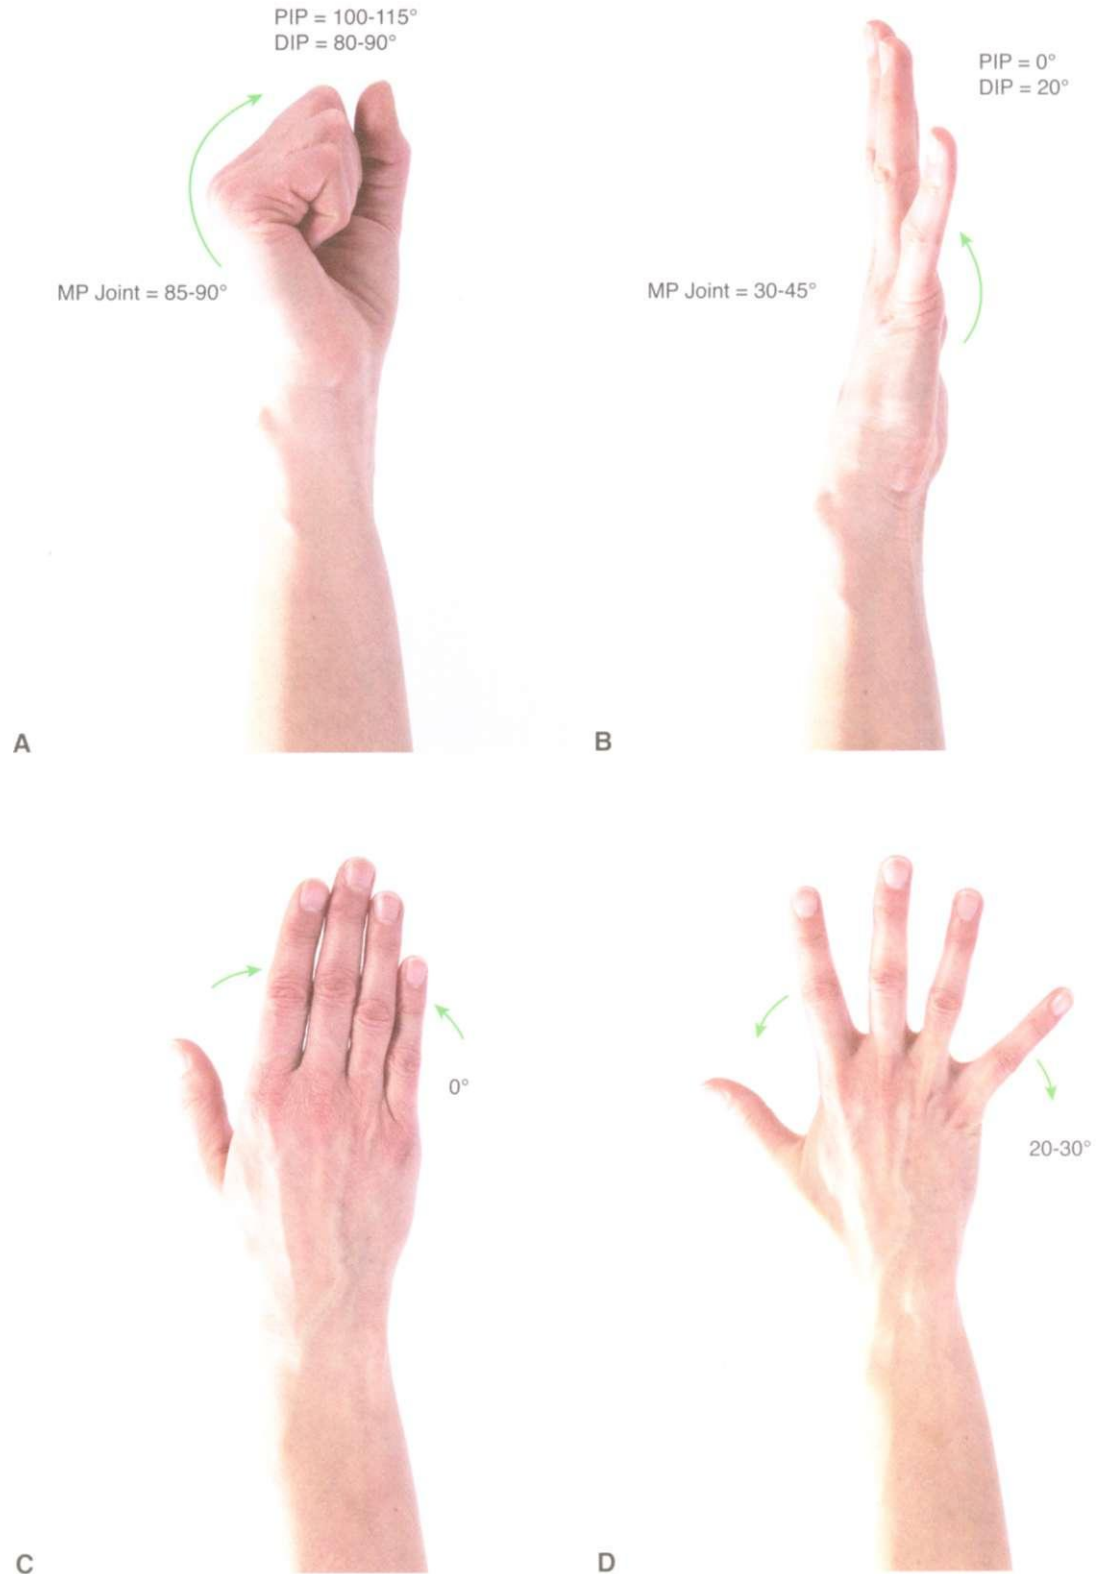 PIP = 100-115°
DIP = 80-90°
MP Joint = 85-90°
A
PIP = 0°
DIP = 20°
MP Joint = 30-45°
B
0°
C
20-30°
D